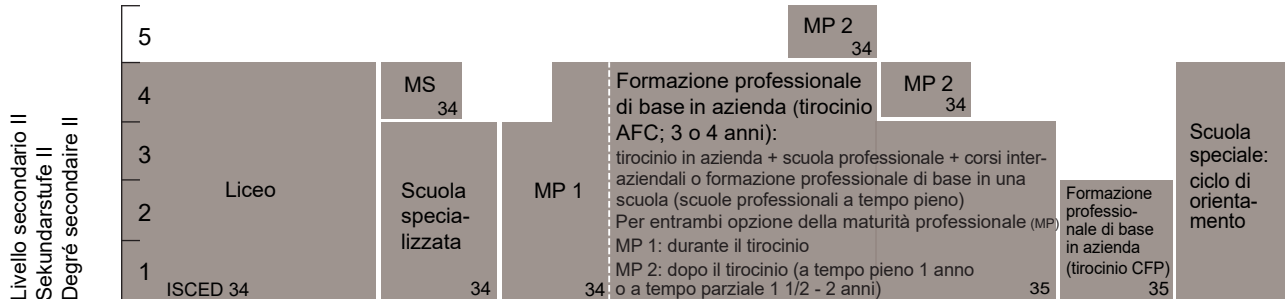 Livello secondario II
Sekundarstufe II
Degré secondaire II
5
4
3
2
1
Liceo
ISCED 34
MS
34
Scuola
specia-
lizzata
34
MP 1
34
MP 2
34
Formazione professionale
di base in azienda (tirocinio
AFC; 3 o 4 anni):
tirocinio in azienda + scuola professionale + corsi inter-
aziendali o formazione professionale di base in una
scuola (scuole professionali a tempo pieno)
Per entrambi opzione della maturità professionale (MP)
MP 1: durante il tirocinio
MP 2: dopo il tirocinio (a tempo pieno 1 anno
o a tempo parziale 1 1/2 - 2 anni)
35
MP 2
34
Formazione
professio-
nale di base
in azienda
(tirocinio CFP)
35
Scuola
speciale:
ciclo di
orienta-
mento